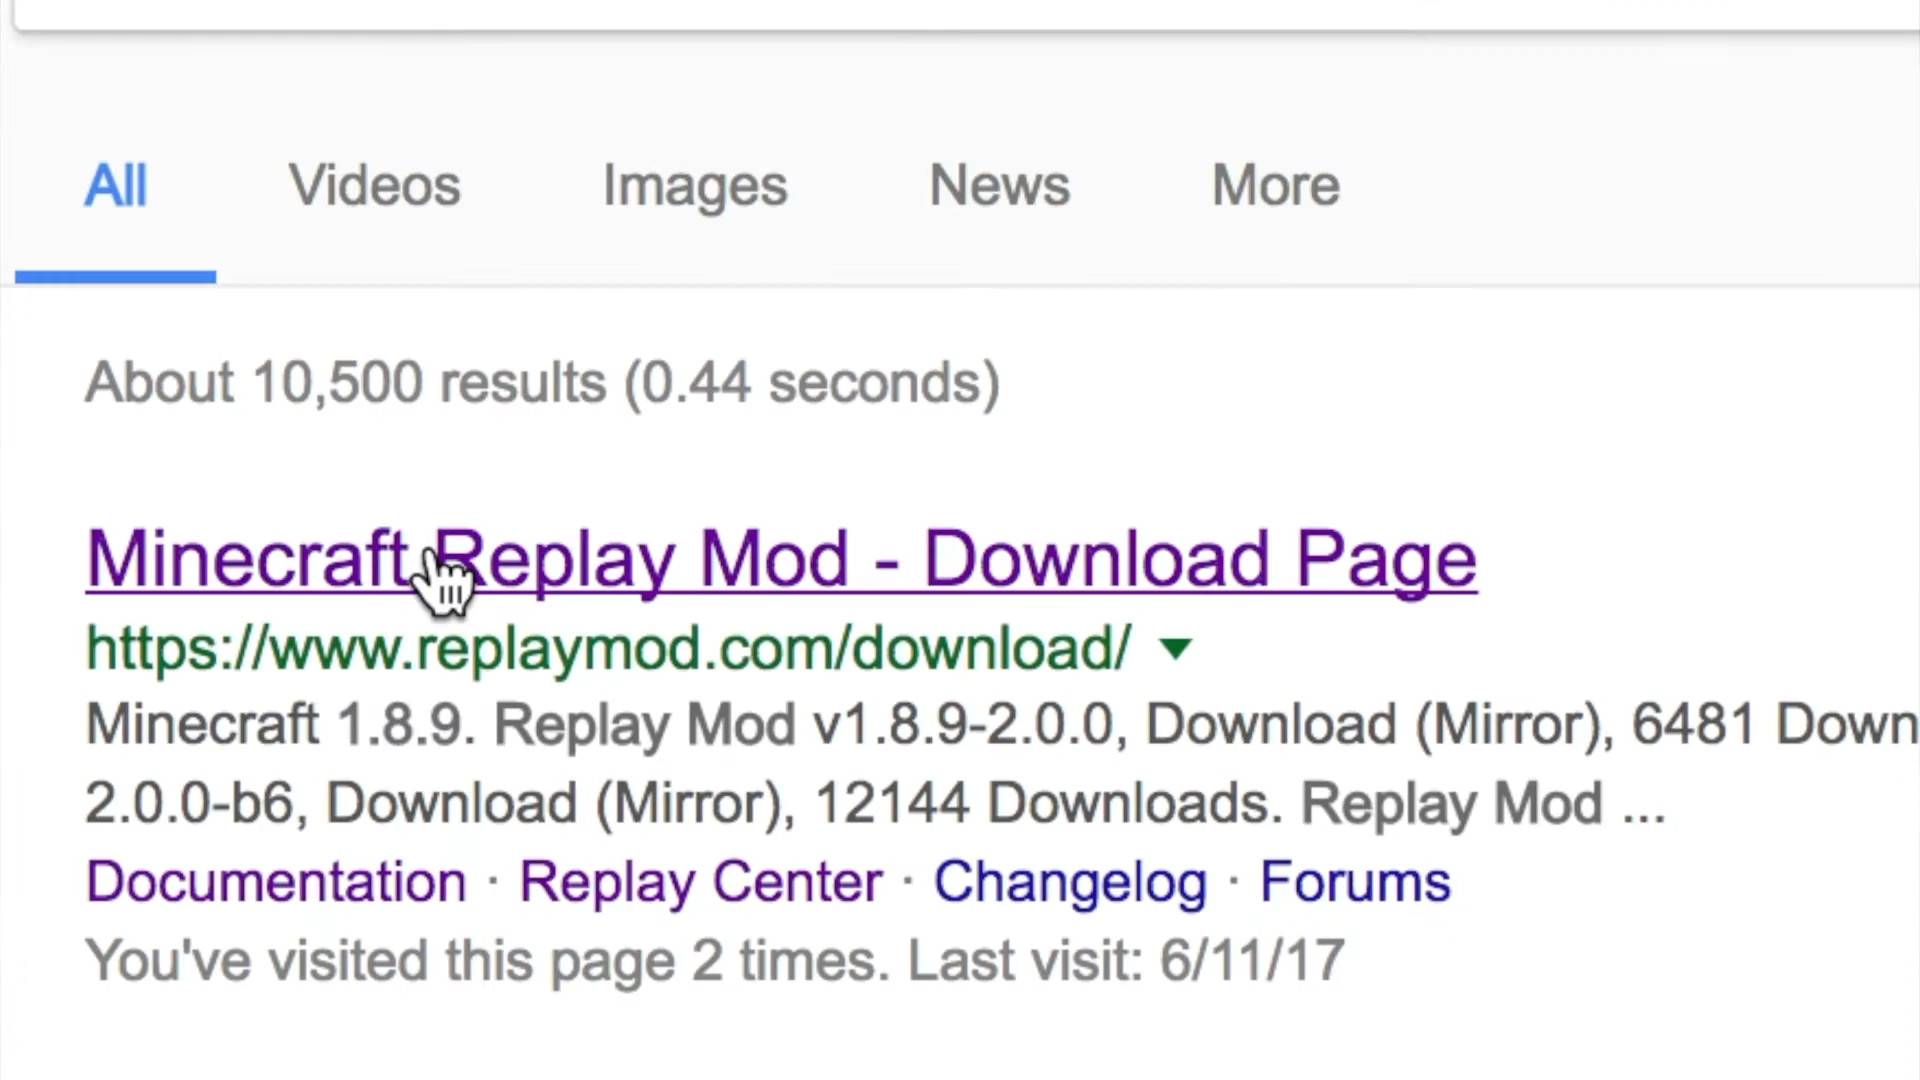 All Videos Images News More
About 10,500 results (0.44 seconds)
Minecraft Replay Mod - Download Page
https://www.replaymod.com/download/
Minecraft 1.8.9. Replay Mod v1.8.9-2.0.0, Download (Mirror), 6481 Down
2.0.0-b6, Download (Mirror), 12144 Downloads. Replay Mod ...
Documentation · Replay Center · Changelog · Forums
You've visited this page 2 times. Last visit: 6/11/17